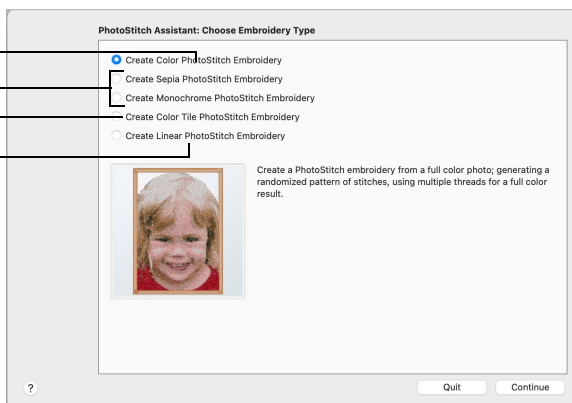 PhotoStitch Assistant: Choose Embroidery Type
Create Color PhotoStitch Embroidery
Create Sepia PhotoStitch Embroidery
Create Monochrome PhotoStitch Embroidery
Create Color Tile PhotoStitch Embroidery
Create Linear PhotoStitch Embroidery
Create a PhotoStitch embroidery from a full color photo; generating a
randomized pattern of stitches, using multiple threads for a full color
result.
?
Quit
Continue